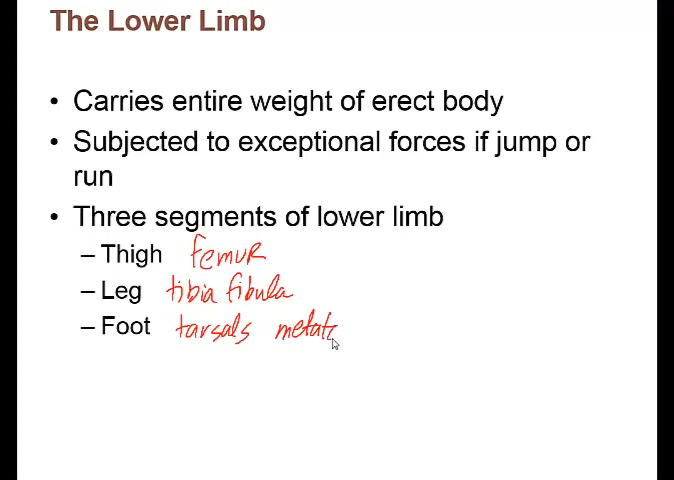 The Lower Limb
• Carries entire weight of erect body
• Subjected to exceptional forces if jump or
run
• Three segments of lower limb
– Thigh femur
– Leg tibia fibula
– Foot tarsals metat